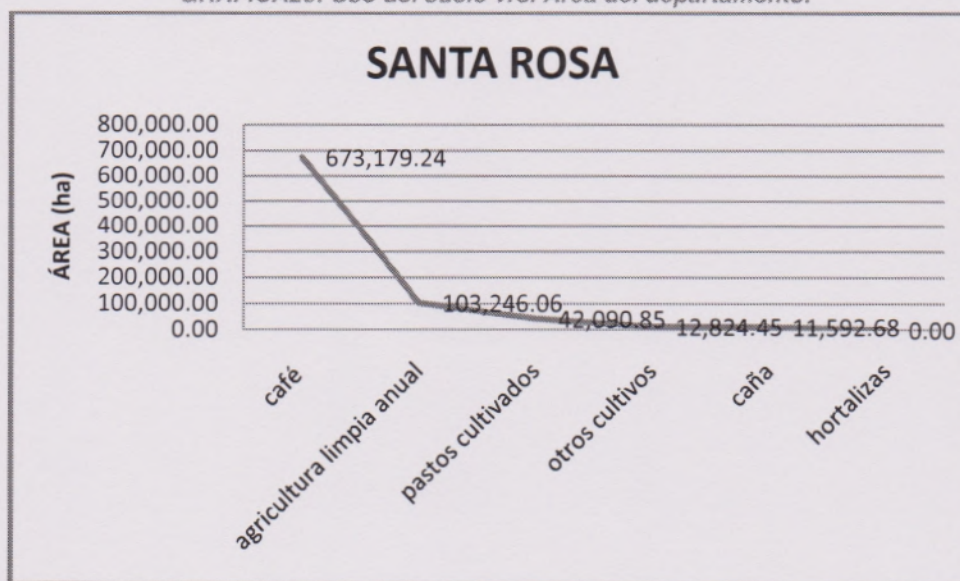 SANTA ROSA
ÁREA (ha)
800,000.00
700,000.00
600,000.00
500,000.00
400,000.00
300,000.00
200,000.00
100,000.00
0.00
673,179.24
103,246.06
42,090.85
12,824.45
11,592.68
0.00
café
agricultura limpia anual
pastos cultivados
otros cultivos
caña
hortalizas